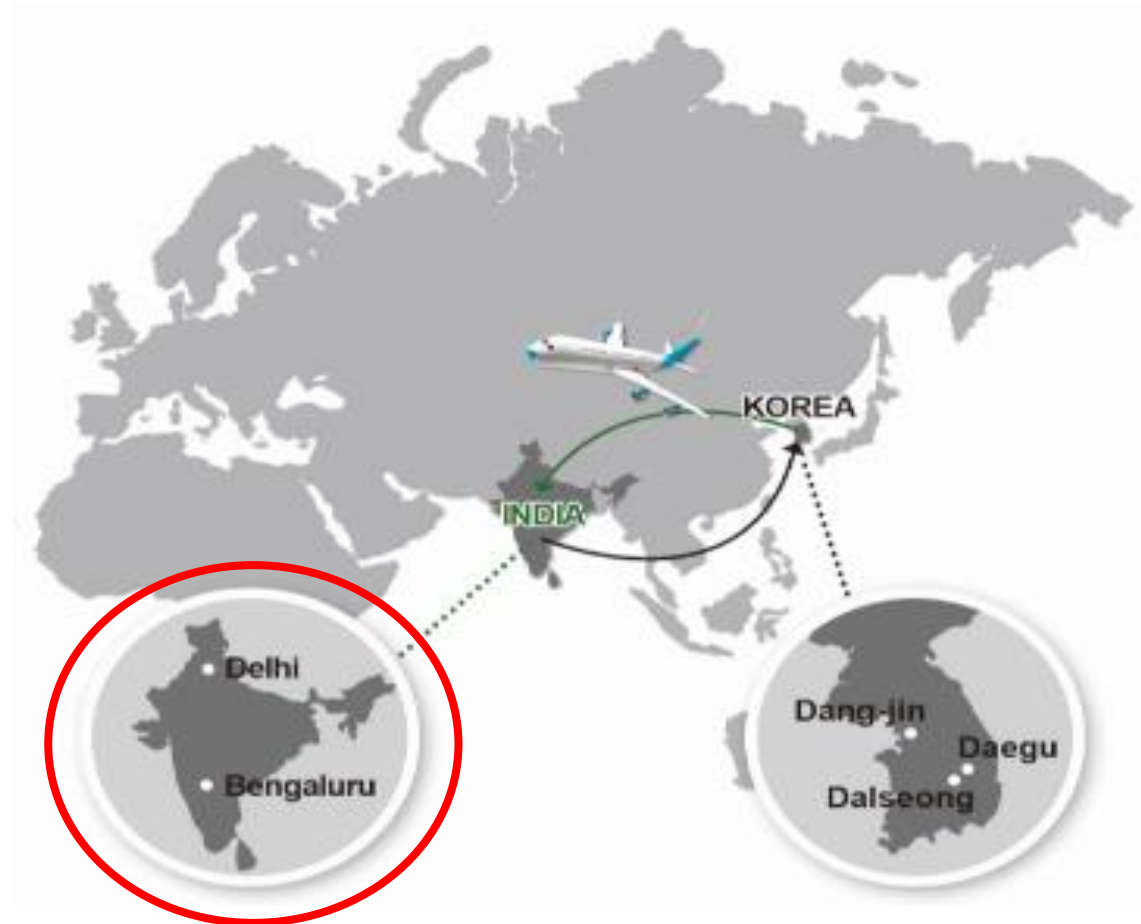 KOREA
INDIA
Delhi
Bengaluru
Dang-jin
Daegu
Dalseong